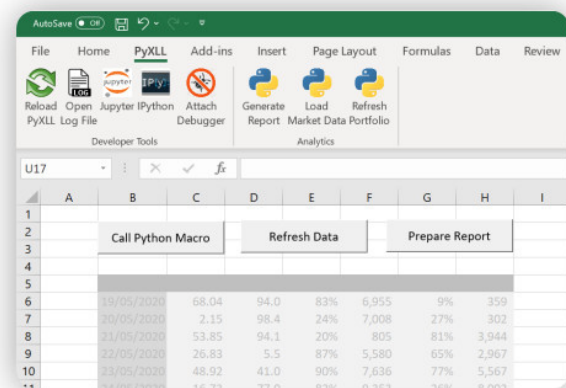 AutoSave Off
File Home PyXLL Add-ins Insert Page Layout Formulas Data Review
LOG jupyter IP[y]:
Reload Open Jupyter IPython Attach Generate Load Refresh
PyXLL Log File Debugger Report Market Data Portfolio
Developer Tools Analytics
U17 fx
A B C D E F G H I
1
2
3
Call Python Macro Refresh Data Prepare Report
4
5
6 19/05/2020 68.04 94.0 83% 6,955 9% 359
7 20/05/2020 2.15 98.4 24% 7,008 27% 302
8 21/05/2020 53.85 94.1 20% 805 81% 3,944
9 22/05/2020 26.83 5.5 87% 5,580 65% 2,967
10 23/05/2020 48.92 41.0 90% 7,636 77% 5,567